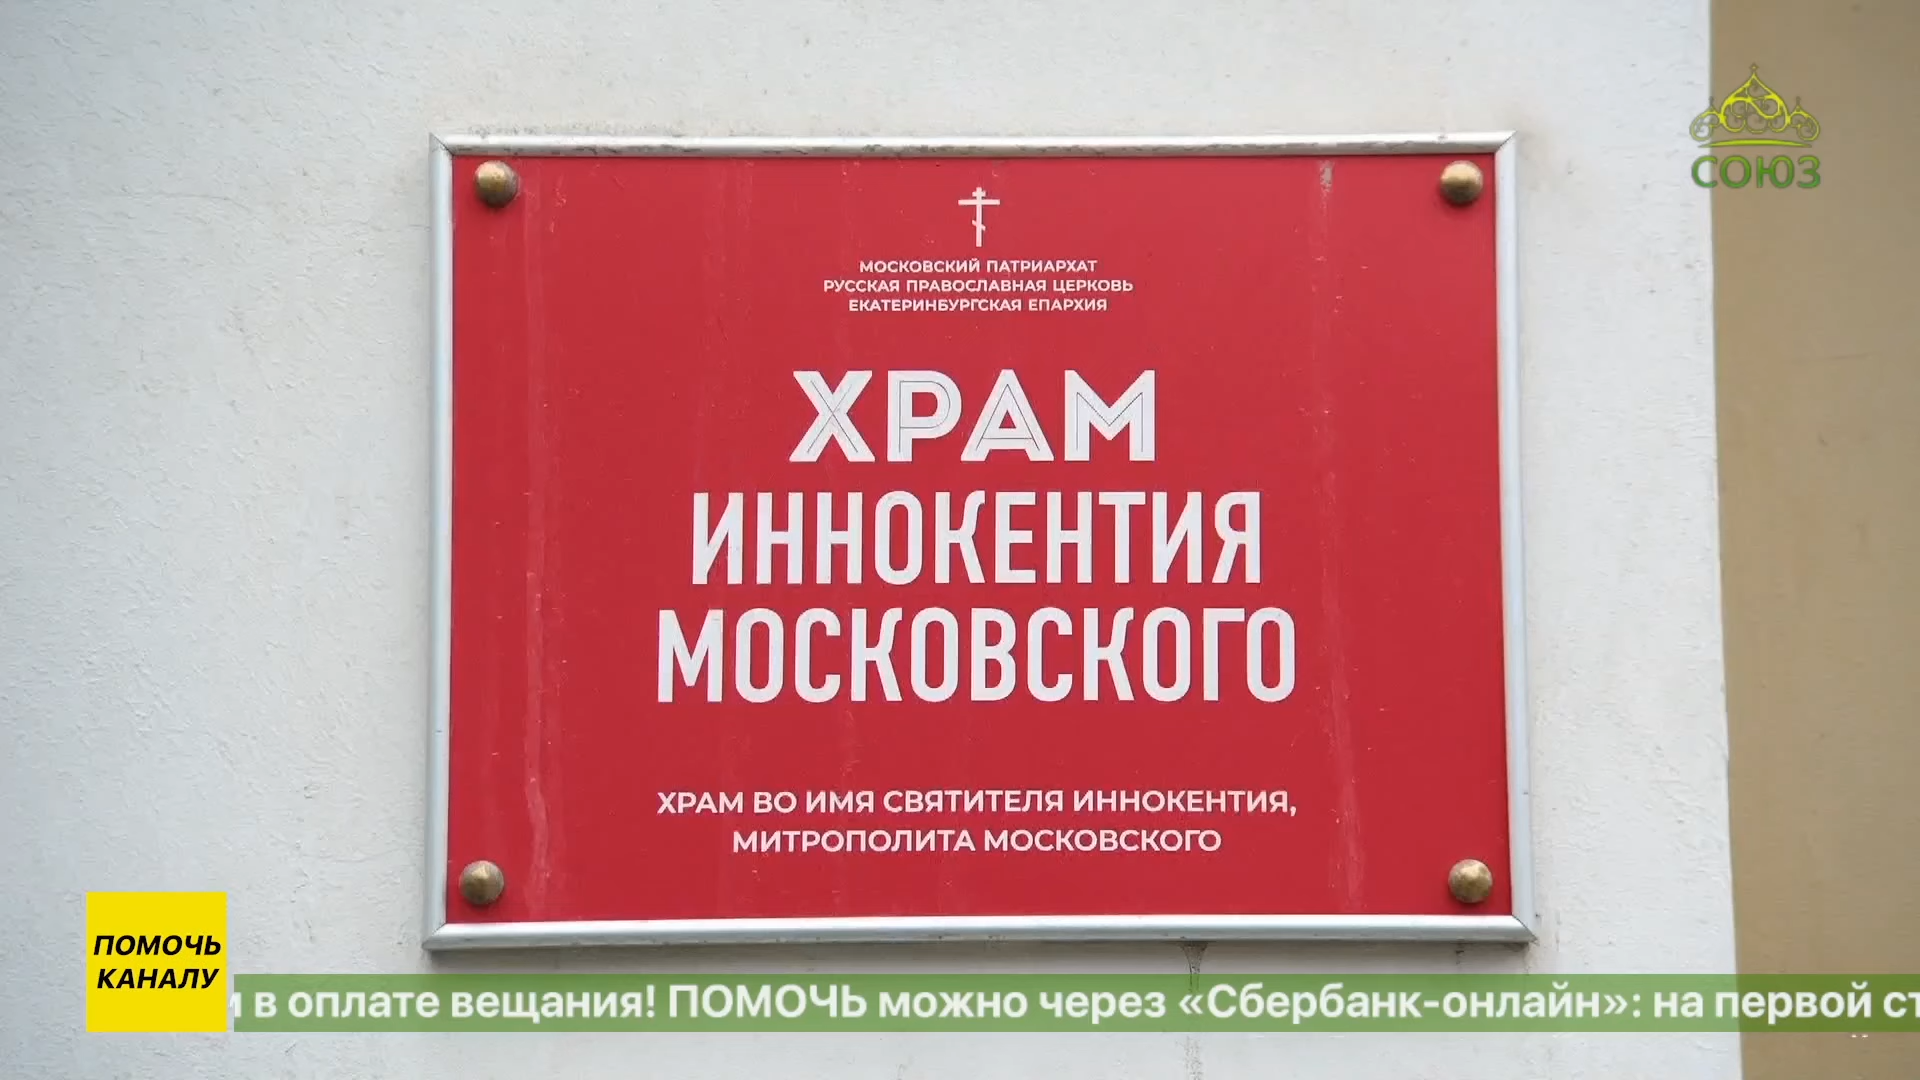 СОЮЗ
МОСКОВСКИЙ ПАТРИАРХАТ
РУССКАЯ ПРАВОСЛАВНАЯ ЦЕРКОВЬ
ЕКАТЕРИНБУРГСКАЯ ЕПАРХИЯ
ХРАМ
ИННОКЕНТИЯ
МОСКОВСКОГО
ХРАМ ВО ИМЯ СВЯТИТЕЛЯ ИННОКЕНТИЯ,
МИТРОПОЛИТА МОСКОВСКОГО
ПОМОЧЬ
КАНАЛУ
в оплате вещания! ПОМОЧЬ можно через «Сбербанк-онлайн»: на первой